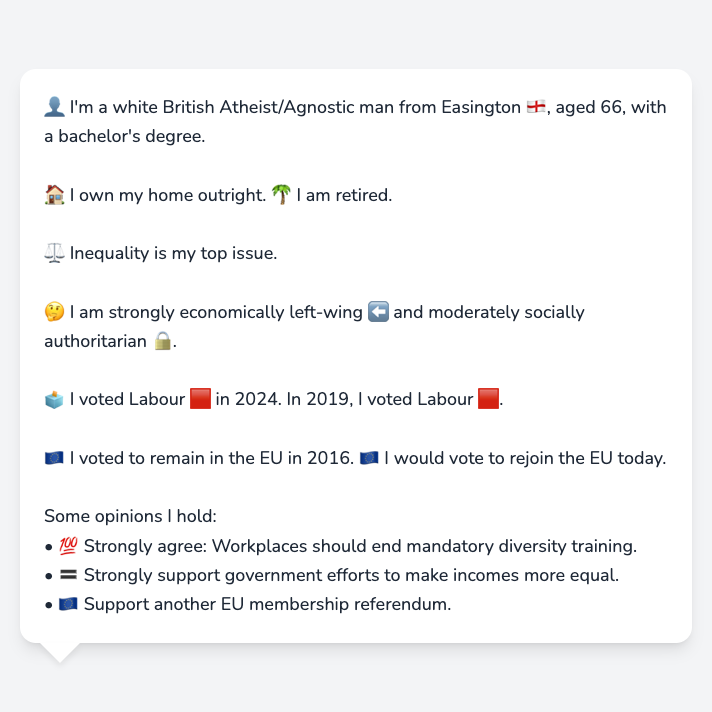 👤 I'm a white British Atheist/Agnostic man from Easington 🏴󠁧󠁢󠁥󠁮󠁧󠁿, aged 66, with
a bachelor's degree.
🏠 I own my home outright. 🌴 I am retired.
⚖️ Inequality is my top issue.
🤔 I am strongly economically left-wing ⬅️ and moderately socially
authoritarian 🔒.
🗳️ I voted Labour 🟥 in 2024. In 2019, I voted Labour 🟥.
🇪🇺 I voted to remain in the EU in 2016. 🇪🇺 I would vote to rejoin the EU today.
Some opinions I hold:
• 💯 Strongly agree: Workplaces should end mandatory diversity training.
• 🟰 Strongly support government efforts to make incomes more equal.
• 🇪🇺 Support another EU membership referendum.